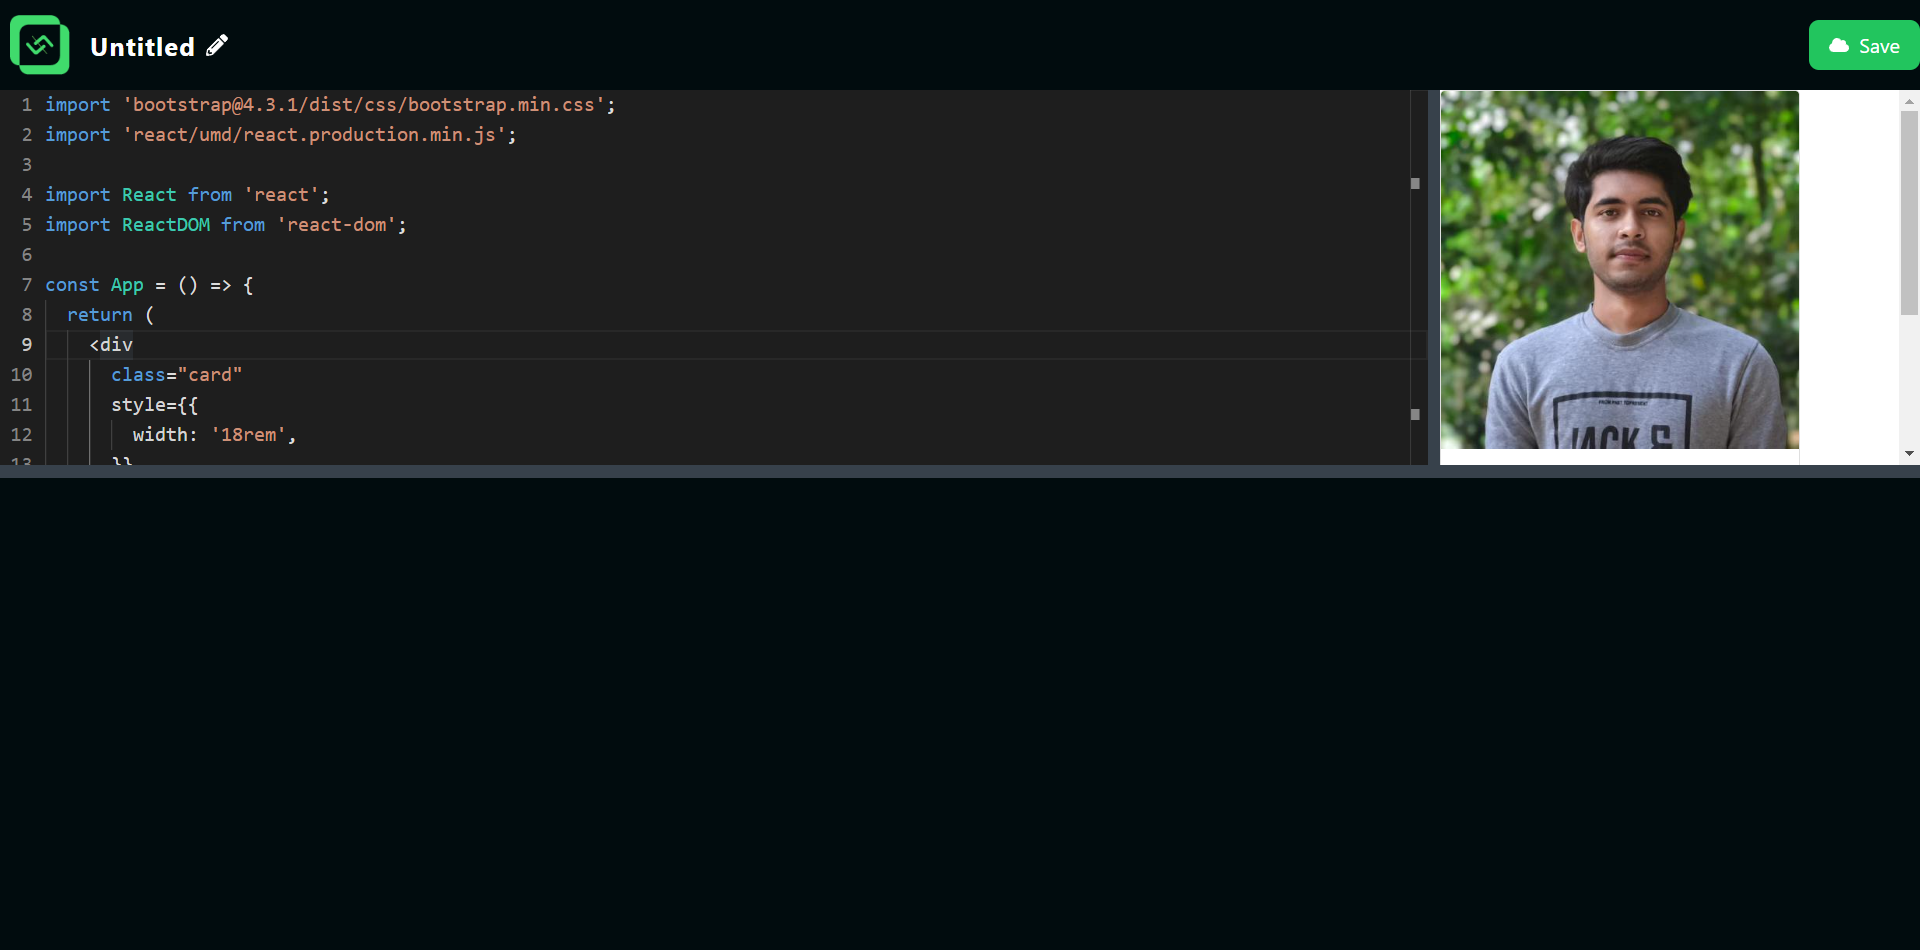 Untitled
Save
1 import 'bootstrap@4.3.1/dist/css/bootstrap.min.css';
2 import 'react/umd/react.production.min.js';
3
4 import React from 'react';
5 import ReactDOM from 'react-dom';
6
7 const App = () => {
8 return (
9 <div
10 class="card"
11 style={{
12 width: '18rem',
13 }}
JACK &